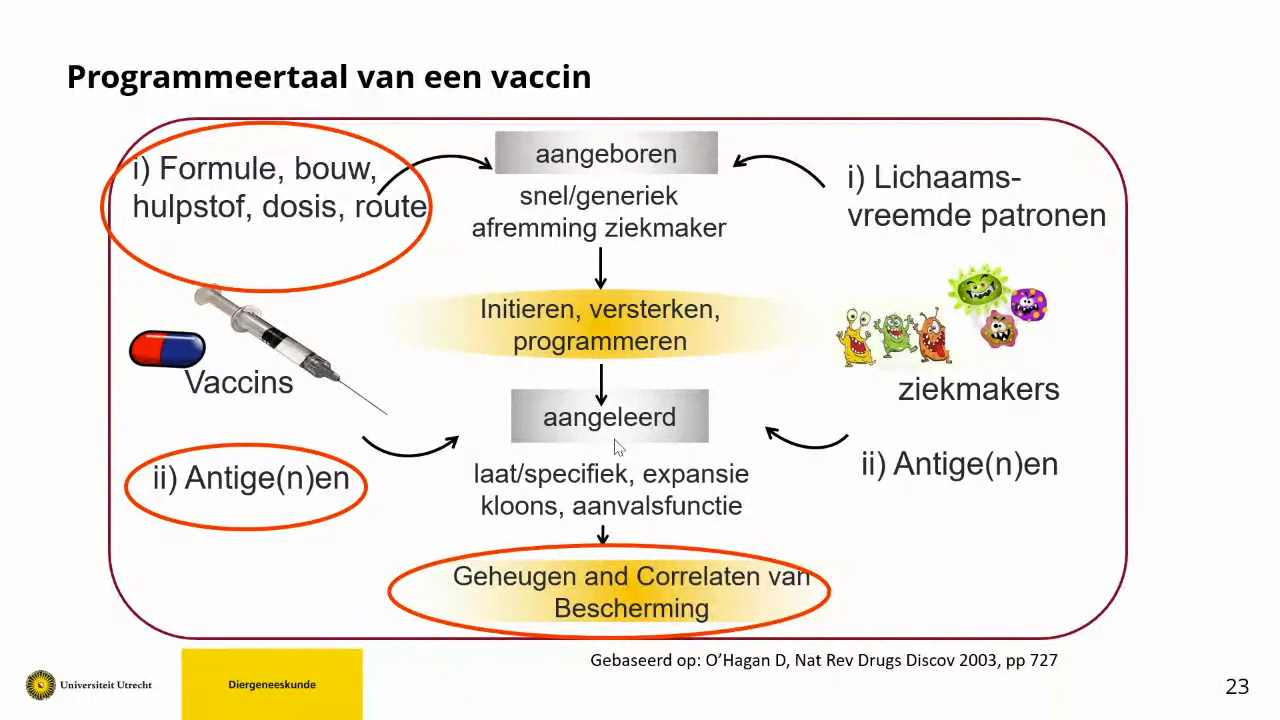 Programmeertaal van een vaccin
i) Formule, bouw,
hulpstof, dosis, route
aangeboren
snel/generiek
afremming ziekmaker
i) Lichaams-
vreemde patronen
Initieren, versterken,
programmeren
Vaccins
ziekmakers
aangeleerd
ii) Antige(n)en
laat/specifiek, expansie
kloons, aanvalsfunctie
ii) Antige(n)en
Geheugen and Correlaten van
Bescherming
Gebaseerd op: O’Hagan D, Nat Rev Drugs Discov 2003, pp 727
Universiteit Utrecht
Diergeneeskunde
23